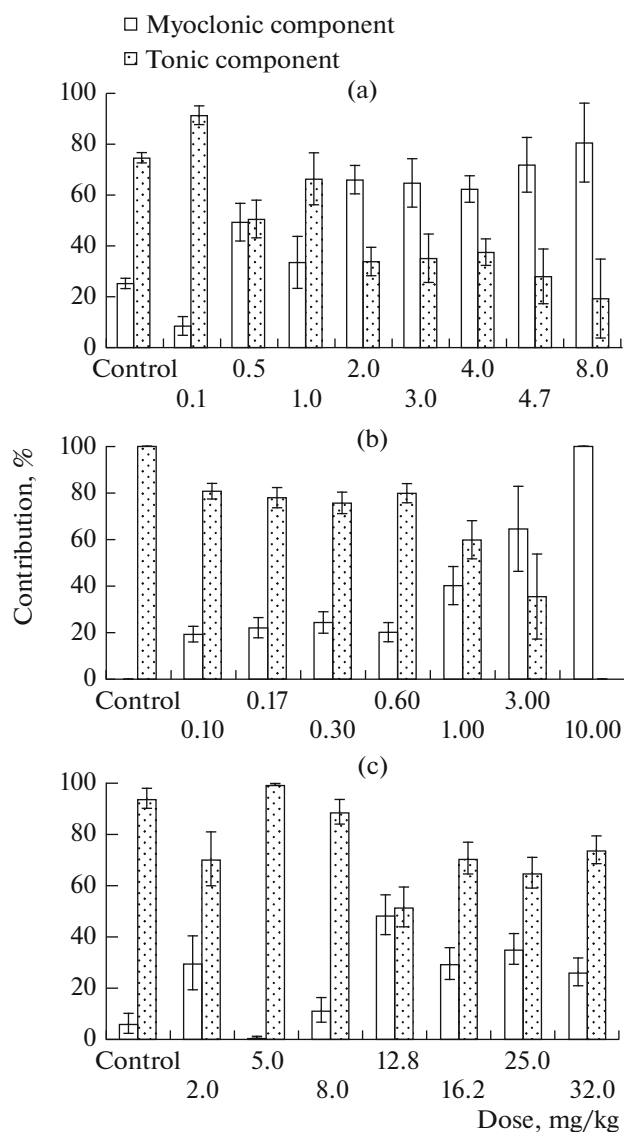 Myoclonic component
Tonic component
(a)
100
80
60
40
20
0
Control 0.5 2.0 4.0 8.0
0.1 1.0 3.0 4.7
Contribution, %
(b)
100
80
60
40
20
0
Control 0.17 0.60 3.00
0.10 0.30 1.00 10.00
(c)
100
80
60
40
20
0
Control 5.0 12.8 25.0
2.0 8.0 16.2 32.0
Dose, mg/kg